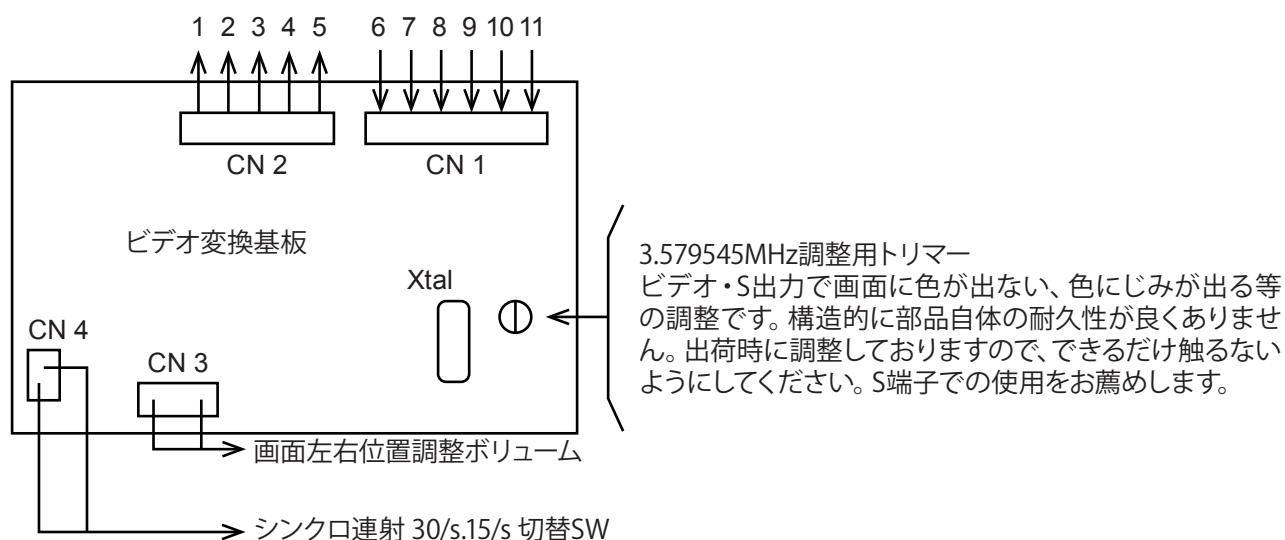 1 2 3 4 5 6 7 8 9 10 11
CN 2 CN 1
ビデオ変換基板
Xtal
CN 4
CN 3
3.579545MHz調整用トリマー
ビデオ・S出力で画面に色が出ない、色にじみが出る等
の調整です。構造的に部品自体の耐久性が良くありませ
ん。出荷時に調整しておりますので、できるだけ触るない
ようにしてください。S端子での使用をお薦めします。
画面左右位置調整ボリューム
シンクロ連射 30/s.15/s 切替SW